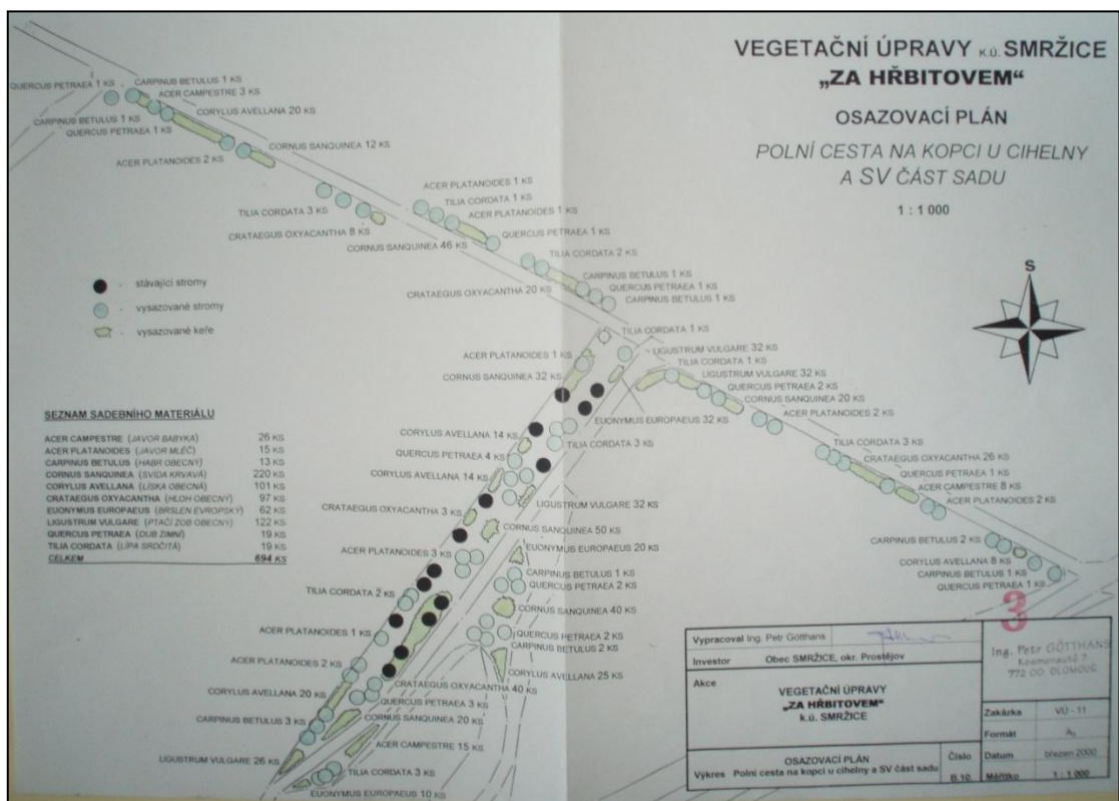 VEGETAČNÍ ÚPRAVY K.Ú. SMRŽICE
„ZA HŘBITOVEM“
OSAZOVACÍ PLÁN
POLNÍ CESTA NA KOPCI U CIHELNY
A SV ČÁST SADU
1 : 1 000
S
QUERCUS PETRAEA 1 KS
CARPINUS BETULUS 1 KS
ACER CAMPESTRE 3 KS
CORYLUS AVELLANA 20 KS
CARPINUS BETULUS 1 KS
QUERCUS PETRAEA 1 KS
CORNUS SANQUINEA 12 KS
ACER PLATANOIDES 2 KS
ACER PLATANOIDES 1 KS
TILIA CORDATA 1 KS
ACER PLATANOIDES 1 KS
TILIA CORDATA 3 KS
CRATAEGUS OXYACANTHA 8 KS
QUERCUS PETRAEA 1 KS
CORNUS SANQUINEA 46 KS
TILIA CORDATA 2 KS
CARPINUS BETULUS 1 KS
QUERCUS PETRAEA 1 KS
CRATAEGUS OXYACANTHA 20 KS
CARPINUS BETULUS 1 KS
- stávající stromy
- vysazované stromy
- vysazované keře
TILIA CORDATA 1 KS
LIGUSTRUM VULGARE 32 KS
ACER PLATANOIDES 1 KS
TILIA CORDATA 1 KS
LIGUSTRUM VULGARE 32 KS
CORNUS SANQUINEA 32 KS
QUERCUS PETRAEA 2 KS
CORNUS SANQUINEA 20 KS
ACER PLATANOIDES 2 KS
EUONYMUS EUROPAEUS 32 KS
CORYLUS AVELLANA 14 KS
TILIA CORDATA 3 KS
TILIA CORDATA 3 KS
QUERCUS PETRAEA 4 KS
CRATAEGUS OXYACANTHA 26 KS
QUERCUS PETRAEA 1 KS
CORYLUS AVELLANA 14 KS
ACER CAMPESTRE 8 KS
ACER PLATANOIDES 2 KS
LIGUSTRUM VULGARE 32 KS
CRATAEGUS OXYACANTHA 3 KS
CORNUS SANQUINEA 50 KS
CARPINUS BETULUS 2 KS
ACER PLATANOIDES 3 KS
EUONYMUS EUROPAEUS 20 KS
CORYLUS AVELLANA 8 KS
CARPINUS BETULUS 1 KS
CARPINUS BETULUS 1 KS
QUERCUS PETRAEA 2 KS
QUERCUS PETRAEA 1 KS
TILIA CORDATA 2 KS
CORNUS SANQUINEA 40 KS
ACER PLATANOIDES 1 KS
QUERCUS PETRAEA 2 KS
CARPINUS BETULUS 2 KS
ACER PLATANOIDES 2 KS
CORYLUS AVELLANA 25 KS
CORYLUS AVELLANA 20 KS
CRATAEGUS OXYACANTHA 40 KS
QUERCUS PETRAEA 3 KS
CARPINUS BETULUS 3 KS
CORNUS SANQUINEA 20 KS
ACER CAMPESTRE 15 KS
LIGUSTRUM VULGARE 26 KS
TILIA CORDATA 3 KS
EUONYMUS EUROPAEUS 10 KS
SEZNAM SADEBNÍHO MATERIÁLU
ACER CAMPESTRE (JAVOR BABYKA) 26 KS
ACER PLATANOIDES (JAVOR MLÉČ) 15 KS
CARPINUS BETULUS (HABR OBECNÝ) 13 KS
CORNUS SANQUINEA (SVÍDA KRVAVÁ) 220 KS
CORYLUS AVELLANA (LÍSKA OBECNÁ) 101 KS
CRATAEGUS OXYACANTHA (HLOH OBECNÝ) 97 KS
EUONYMUS EUROPAEUS (BRSLEN EVROPSKÝ) 62 KS
LIGUSTRUM VULGARE (PTAČÍ ZOB OBECNÝ) 122 KS
QUERCUS PETRAEA (DUB ZIMNÍ) 19 KS
TILIA CORDATA (LÍPA SRDČITÁ) 19 KS
CELKEM 694 KS
3
Vypracoval Ing. Petr Götthans
Investor Obec SMRŽICE, okr. Prostějov
Ing. Petr GÖTTHANS
Kosmonautů 7
772 00 OLOMOUC
Akce
VEGETAČNÍ ÚPRAVY
„ZA HŘBITOVEM“
k.ú. SMRŽICE
Zakázka VÚ - 11
Formát
Datum březen 2000
Měřítko 1 : 1 000
OSAZOVACÍ PLÁN
Výkres Polní cesta na kopci u cihelny a SV část sadu
Číslo
B.10.